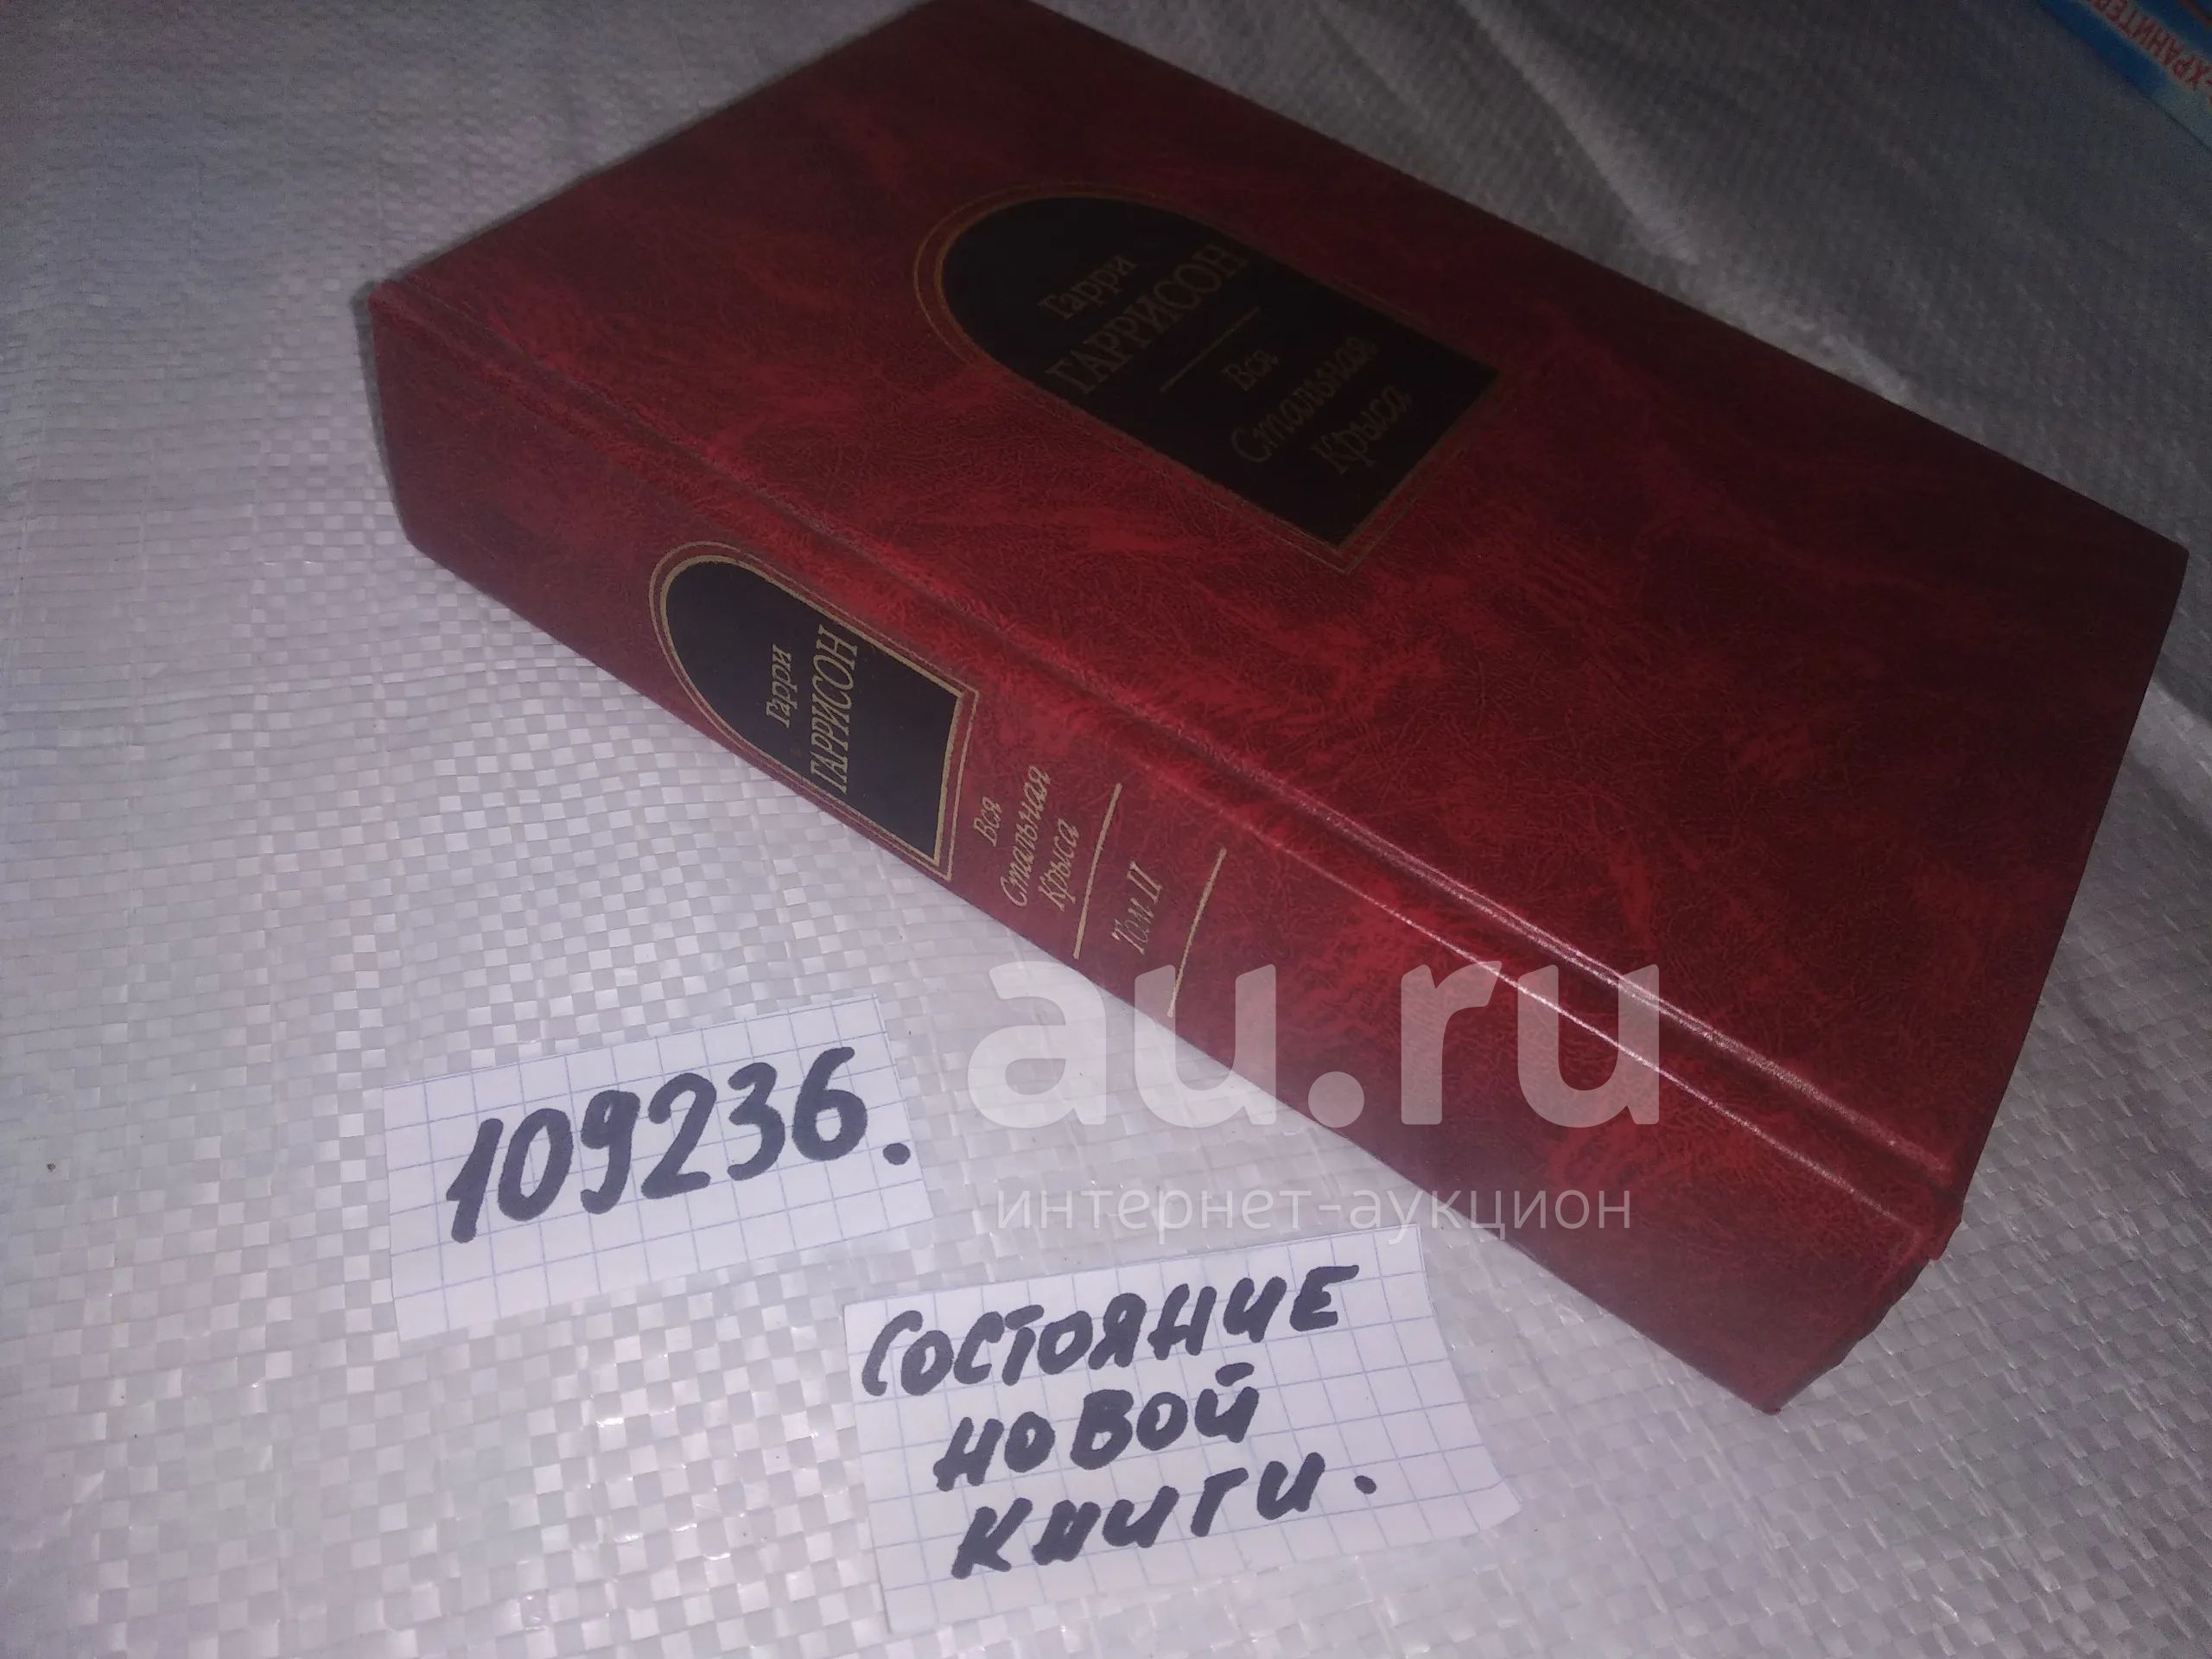 Гарри
ГАРРИСОН
Вся
Стальная
Крыса
Гарри
ГАРРИСОН
Вся
Стальная
Крыса
Том II
au.ru
интернет-аукцион
109236.
СОСТОЯНИЕ
НОВОЙ
КНИГИ.